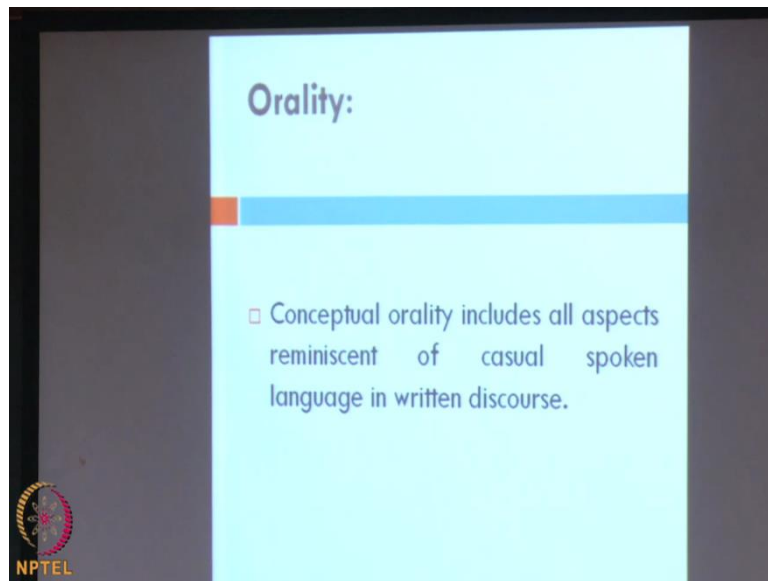 Orality:
Conceptual orality includes all aspects
reminiscent of casual spoken
language in written discourse.
NPTEL